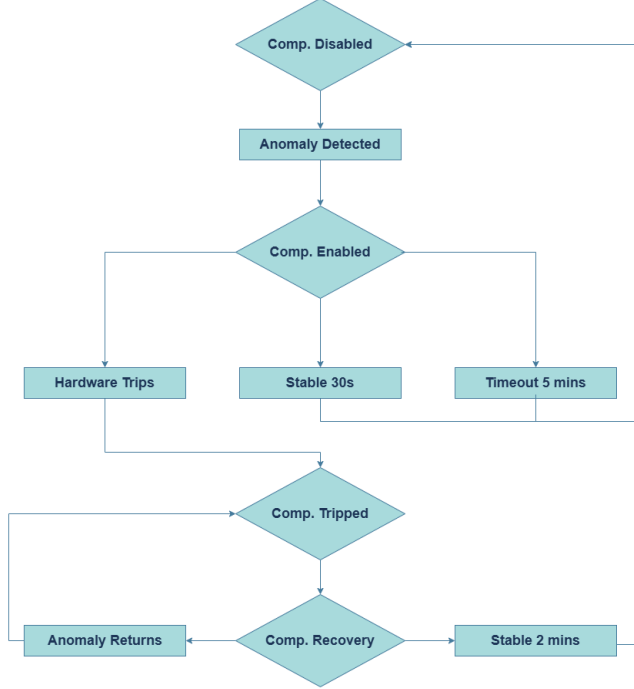 Comp. Disabled
Anomaly Detected
Comp. Enabled
Hardware Trips
Stable 30s
Timeout 5 mins
Comp. Tripped
Anomaly Returns
Comp. Recovery
Stable 2 mins